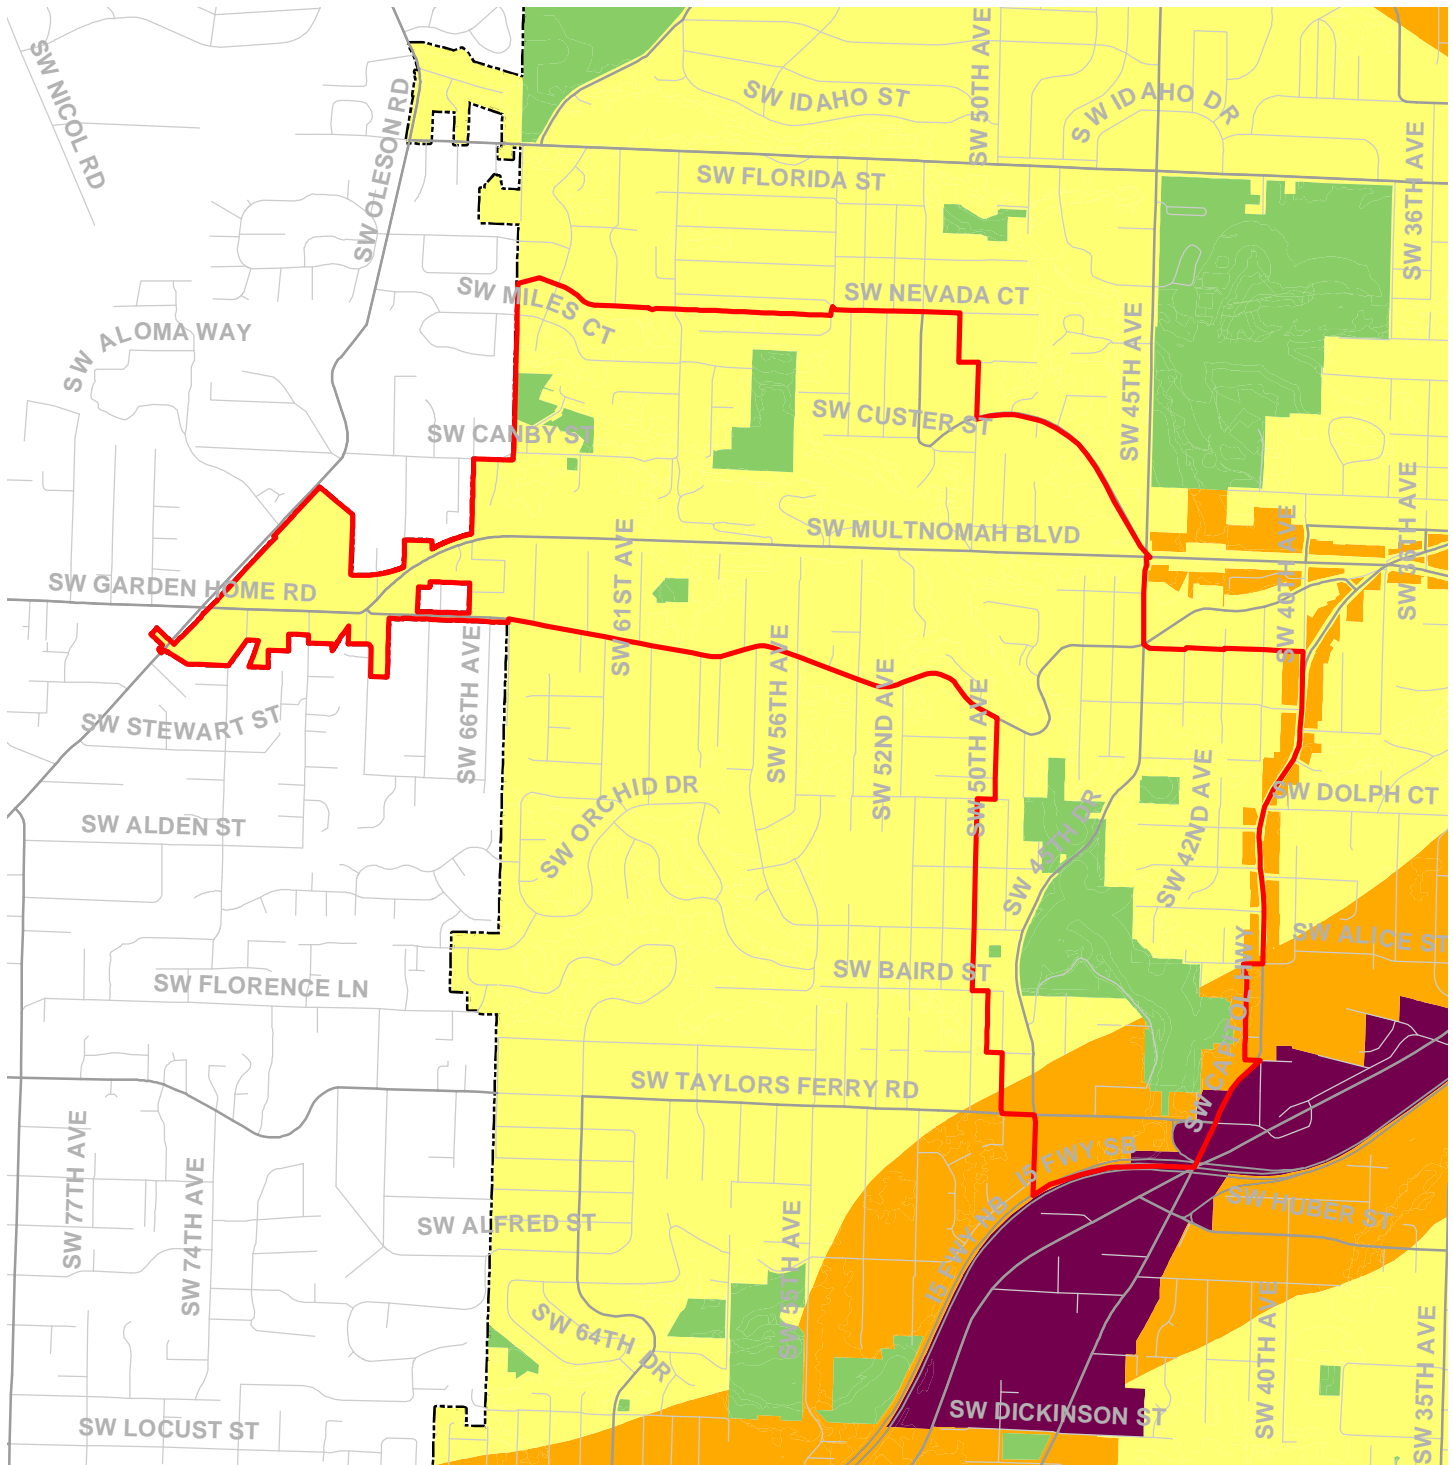 SW NICOL RD
SW OLESON RD
SW IDAHO ST
SW 50TH AVE
SW IDAHO DR
SW 36TH AVE
SW FLORIDA ST
SW MILES CT
SW NEVADA CT
SW ALOMA WAY
SW 45TH AVE
SW CUSTER ST
SW CANBY ST
SW 36TH AVE
SW 40TH AVE
SW MULTNOMAH BLVD
SW 61ST AVE
SW GARDEN HOME RD
SW 66TH AVE
SW 56TH AVE
SW 52ND AVE
SW 50TH AVE
SW STEWART ST
SW ORCHID DR
SW 45TH DR
SW 42ND AVE
SW DOLPH CT
SW ALDEN ST
SW ALICE ST
SW BAIRD ST
SW FLORENCE LN
SW CAPITOL HWY
SW TAYLORS FERRY RD
SW 77TH AVE
SW 74TH AVE
I5 FWY SB
SW HUBER ST
SW ALFRED ST
SW 55TH AVE
I5 FWY NB
SW 64TH DR
SW 40TH AVE
SW 35TH AVE
SW DICKINSON ST
SW LOCUST ST